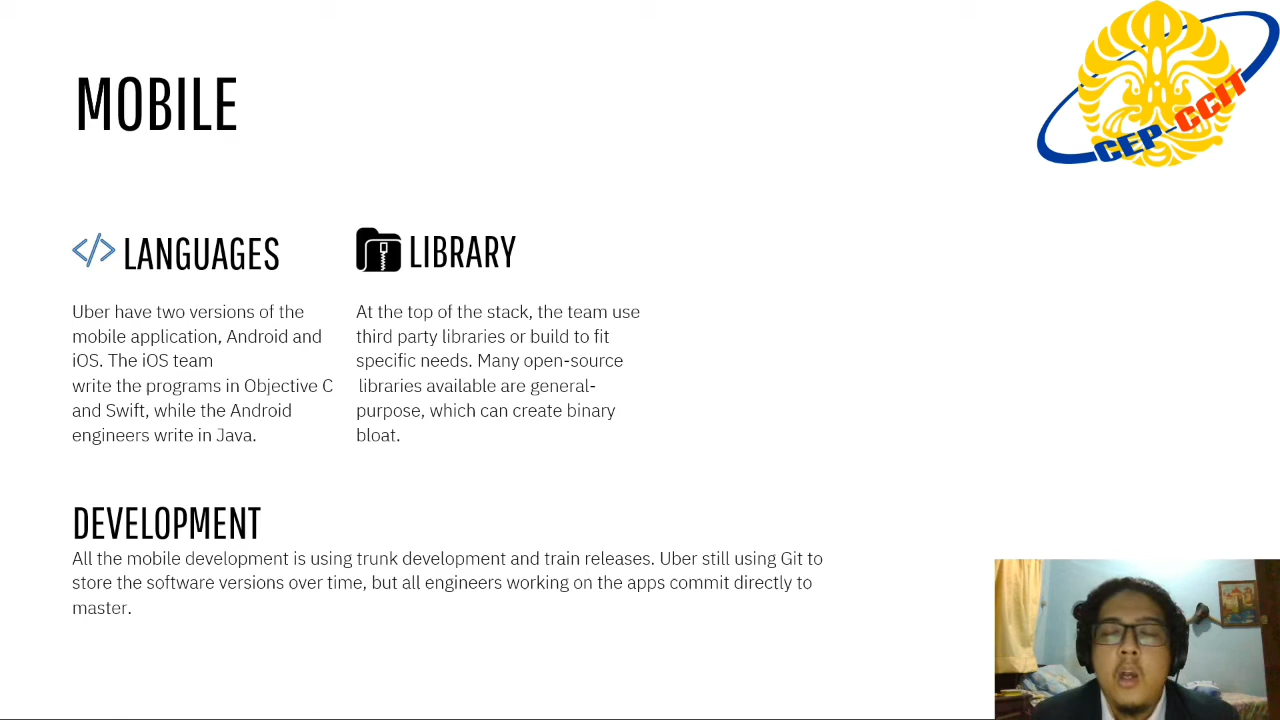 MOBILE
CEP-CCIT
LANGUAGES
Uber have two versions of the
mobile application, Android and
iOS. The iOS team
write the programs in Objective C
and Swift, while the Android
engineers write in Java.
LIBRARY
At the top of the stack, the team use
third party libraries or build to fit
specific needs. Many open-source
libraries available are general-
purpose, which can create binary
bloat.
DEVELOPMENT
All the mobile development is using trunk development and train releases. Uber still using Git to
store the software versions over time, but all engineers working on the apps commit directly to
master.